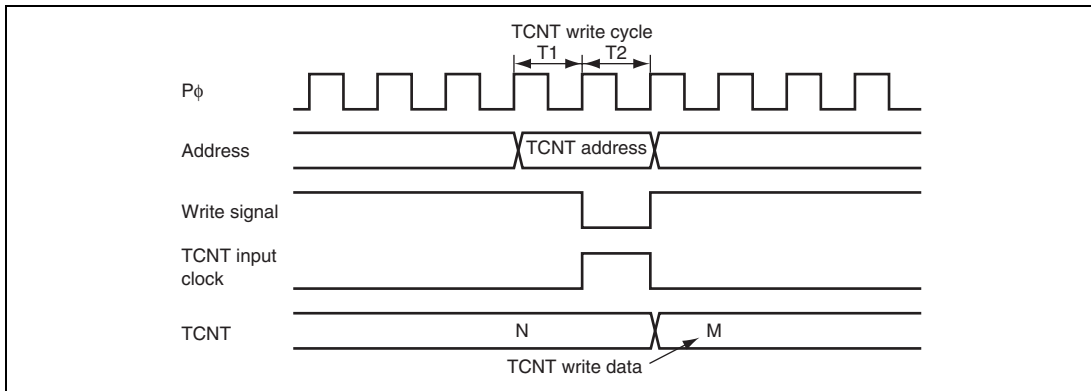 TCNT write cycle
T1 T2
Pϕ
Address
TCNT address
Write signal
TCNT input
clock
TCNT
N
M
TCNT write data